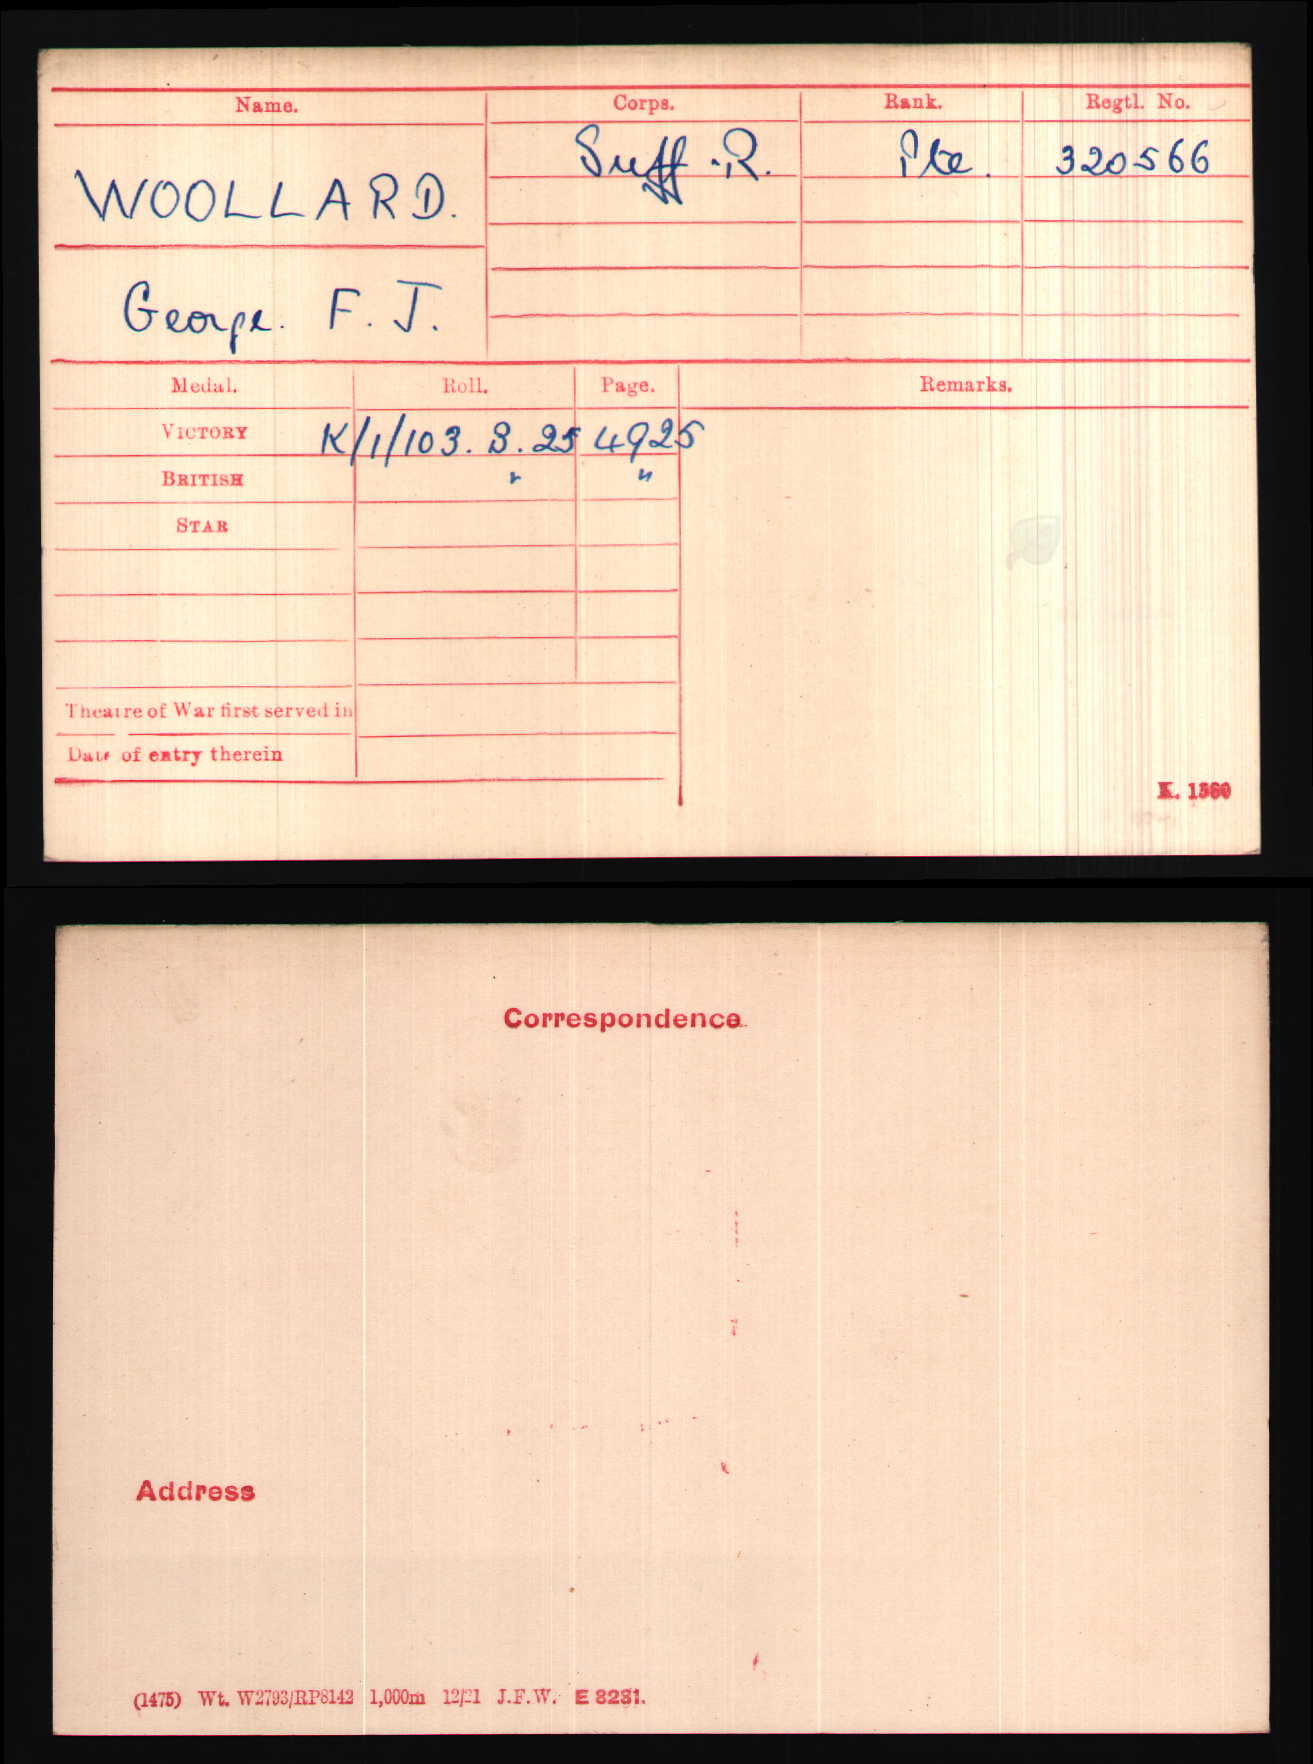 Name. Corps. Rank. Regtl. No.
WOOLLARD. Suff. R. Pte. 320566
George. F. J.
Medal. Roll. Page. Remarks.
VICTORY K/1/103. B. 25 4925
BRITISH " "
STAR
Theatre of War first served in
Date of entry therein
K. 1380
Correspondence.
Address
(1475) Wt. W2793/RP8142 1,000m 12/21 J.F.W. E 8281.